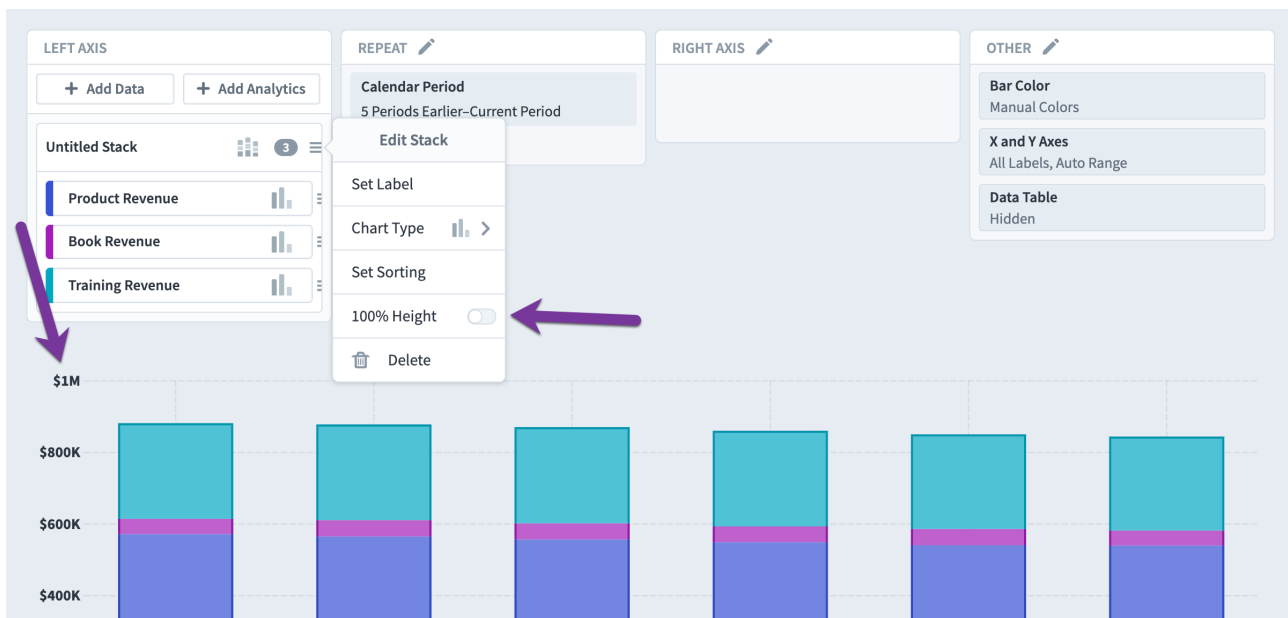 LEFT AXIS
Add Data
Add Analytics
Untitled Stack
3
Product Revenue
Book Revenue
Training Revenue
REPEAT
Calendar Period
5 Periods Earlier–Current Period
Edit Stack
Set Label
Chart Type
Set Sorting
100% Height
Delete
RIGHT AXIS
OTHER
Bar Color
Manual Colors
X and Y Axes
All Labels, Auto Range
Data Table
Hidden
$1M
$800K
$600K
$400K